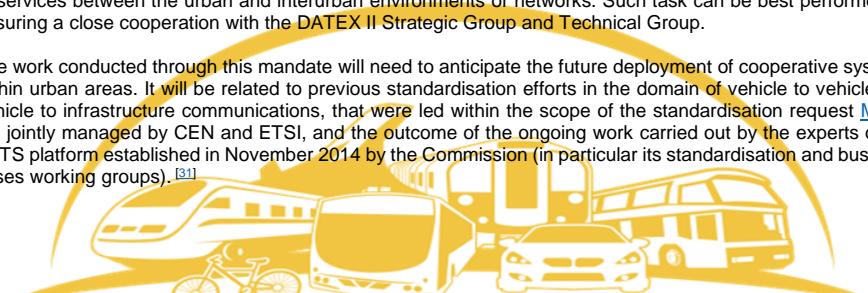 services between the urban and interurban environments or networks. Such task can be best performe
suring a close cooperation with the DATEX II Strategic Group and Technical Group.
e work conducted through this mandate will need to anticipate the future deployment of cooperative sys
hin urban areas. It will be related to previous standardisation efforts in the domain of vehicle to vehicle
hicle to infrastructure communications, that were led within the scope of the standardisation request M
jointly managed by CEN and ETSI, and the outcome of the ongoing work carried out by the experts o
TS platform established in November 2014 by the Commission (in particular its standardisation and bus
ses working groups). [31]